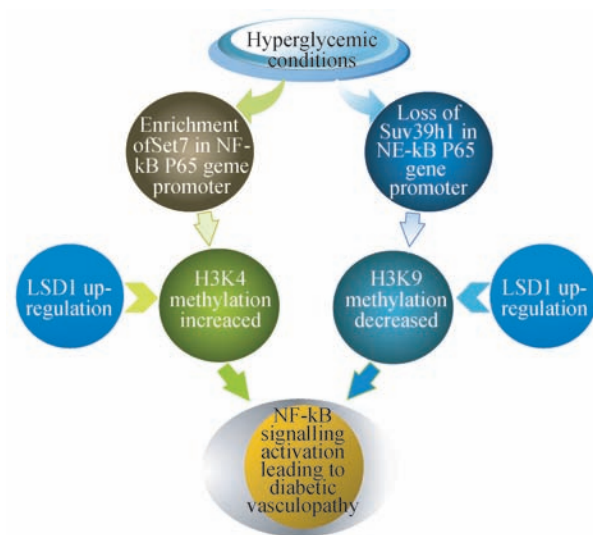 Hyperglycemic
conditions
Enrichment
ofSet7 in NF-
kB P65 geme
promoter
Loss of
Suv39h1 in
NE-kB P65
gene
promoter
LSD1 up-
regulation
H3K4
methylation
increaced
H3K9
methylation
decreased
LSD1 up-
regulation
NF-kB
signalling
activation
leading to
diabetic
vasculopathy